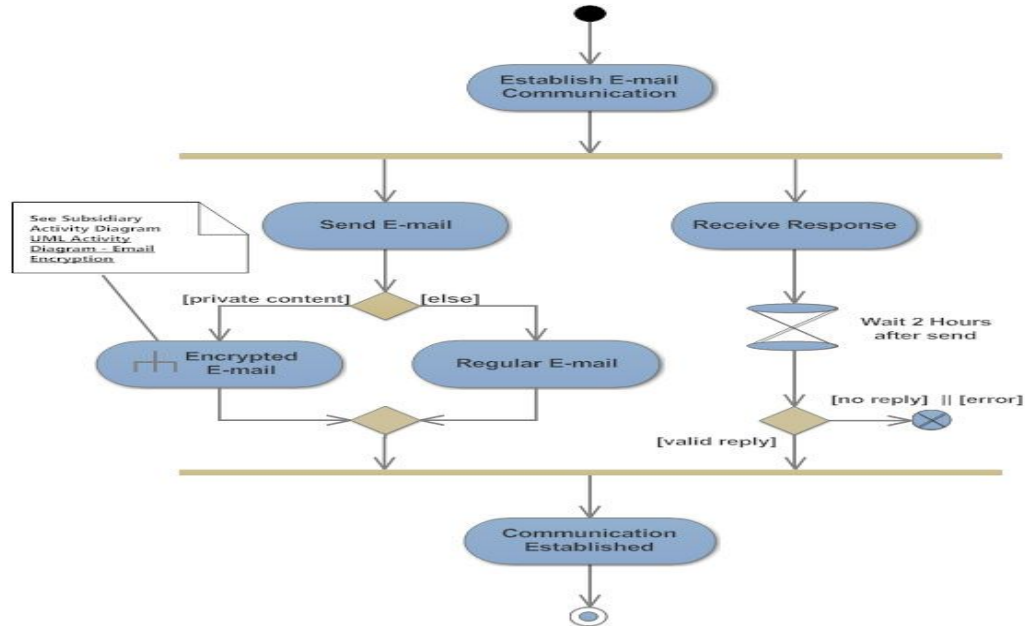 Establish E-mail
Communication
See Subsidiary
Activity Diagram
UML Activity
Diagram - Email
Encryption
Send E-mail
Receive Response
[private content]
[else]
Wait 2 Hours
after send
Encrypted
E-mail
Regular E-mail
[no reply] || [error]
[valid reply]
Communication
Established